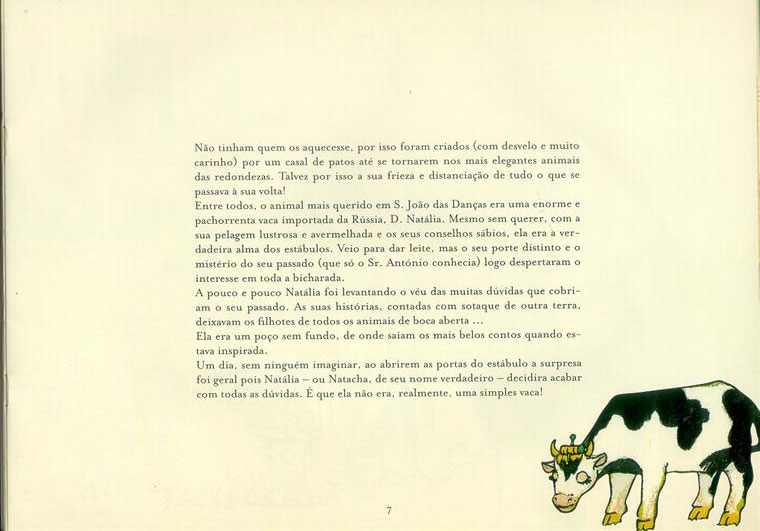 Não tinham quem os aquecesse, por isso foram criados (com desvelo e muito
carinho) por um casal de patos até se tornarem nos mais elegantes animais
das redondezas. Talvez por isso a sua frieza e distanciação de tudo o que se
passava à sua volta!
Entre todos, o animal mais querido em S. João das Danças era uma enorme e
pachorrenta vaca importada da Rússia, D. Natália. Mesmo sem querer, com a
sua pelagem lustrosa e avermelhada e os seus conselhos sábios, ela era a ver-
dadeira alma dos estábulos. Veio para dar leite, mas o seu porte distinto e o
mistério do seu passado (que só o Sr. António conhecia) logo despertaram o
interesse em toda a bicharada.
A pouco e pouco Natália foi levantando o véu das muitas dúvidas que cobri-
am o seu passado. As suas histórias, contadas com sotaque de outra terra,
deixavam os filhotes de todos os animais de boca aberta ...
Ela era um poço sem fundo, de onde saiam os mais belos contos quando es-
tava inspirada.
Um dia, sem ninguém imaginar, ao abrirem as portas do estábulo a surpresa
foi geral pois Natália – ou Natacha, de seu nome verdadeiro – decidira acabar
com todas as dúvidas. É que ela não era, realmente, uma simples vaca!
7